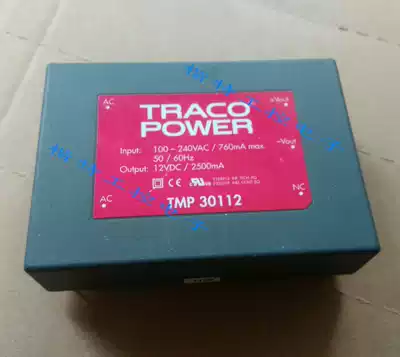 AC
+Vout
TRACO
POWER
-Vout
Input: 100 – 240VAC / 760mA max.
50 / 60Hz
Output: 12VDC / 2500mA
AC
TMP 30112
NC